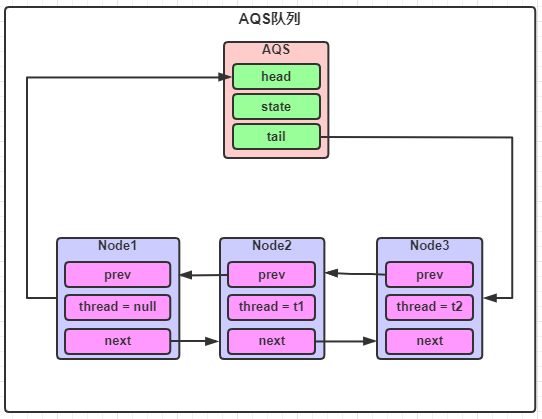 AQS队列
AQS
head
state
tail
Node1
prev
thread = null
next
Node2
prev
thread = t1
next
Node3
prev
thread = t2
next